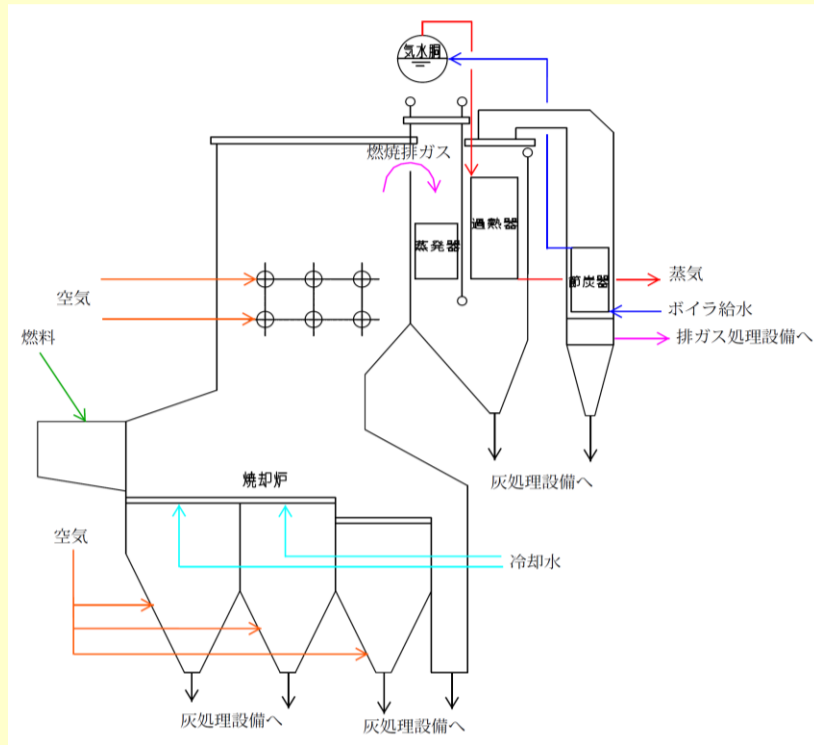 気水胴
燃焼排ガス
過熱器
蒸発器
節炭器
蒸気
空気
ボイラ給水
燃料
排ガス処理設備へ
焼却炉
灰処理設備へ
空気
冷却水
灰処理設備へ
灰処理設備へ